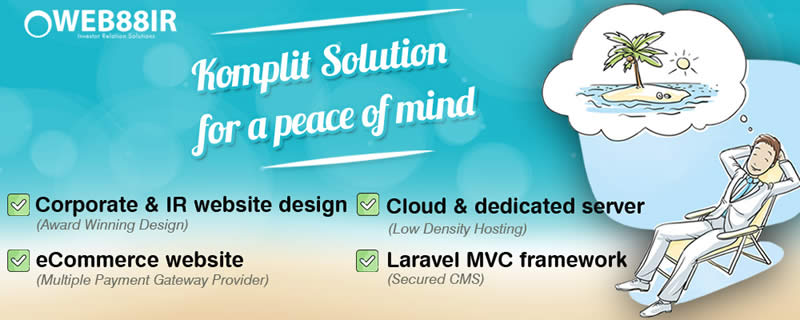 WEB88IR
Investor Relation Solutions
Komplit Solution
for a peace of mind
Corporate & IR website design
(Award Winning Design)
Cloud & dedicated server
(Low Density Hosting)
eCommerce website
(Multiple Payment Gateway Provider)
Laravel MVC framework
(Secured CMS)